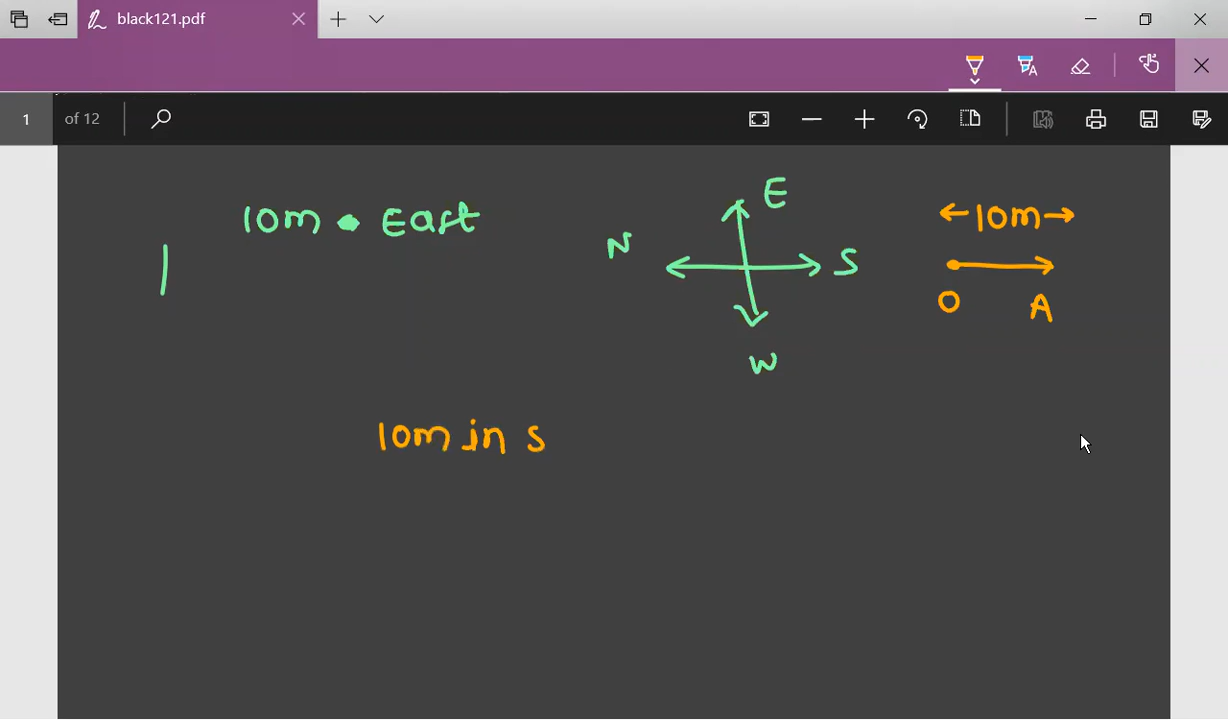 black121.pdf
1 of 12
10m • East
E
N
S
W
10m
O A
10m in S